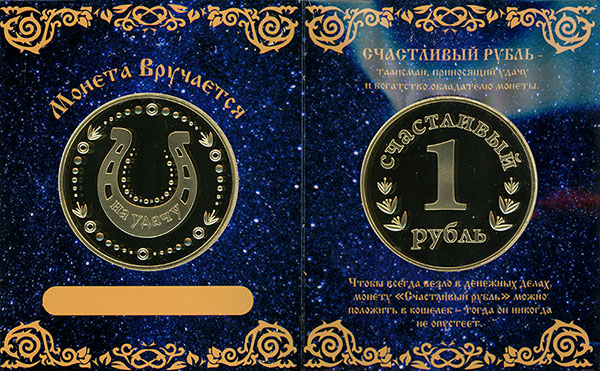 Монета Вручается
на удачу
Счастливый рубль -
талисман, приносящий удачу
и богатство обладателю монеты.
СЧАСТЛИВЫЙ
1
рубль
Чтобы всегда везло в денежных делах,
монету «Счастливый рубль» можно
положить в кошелек – тогда он никогда
не опустеет.